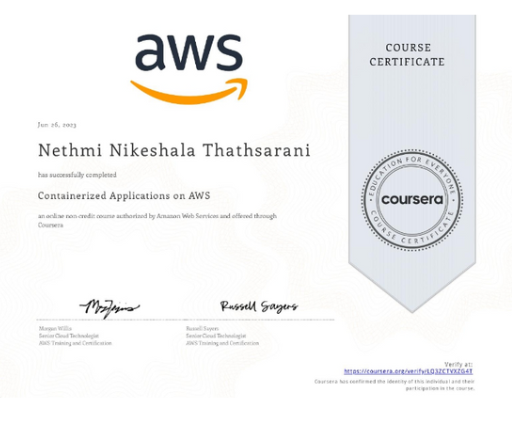 aws
COURSE
CERTIFICATE
Jun 26, 2023
Nethmi Nikeshala Thathsarani
has successfully completed
Containerized Applications on AWS
an online non-credit course authorized by Amazon Web Services and offered through
Coursera
EDUCATION FOR EVERYONE
coursera
COURSE CERTIFICATE
Russell Sayers
Morgan Willis
Senior Cloud Technologist
AWS Training and Certification
Russell Sayers
Senior Cloud Technologist
AWS Training and Certification
Verify at:
https://coursera.org/verify/
Coursera has confirmed the identity of this individual and their
participation in the course.